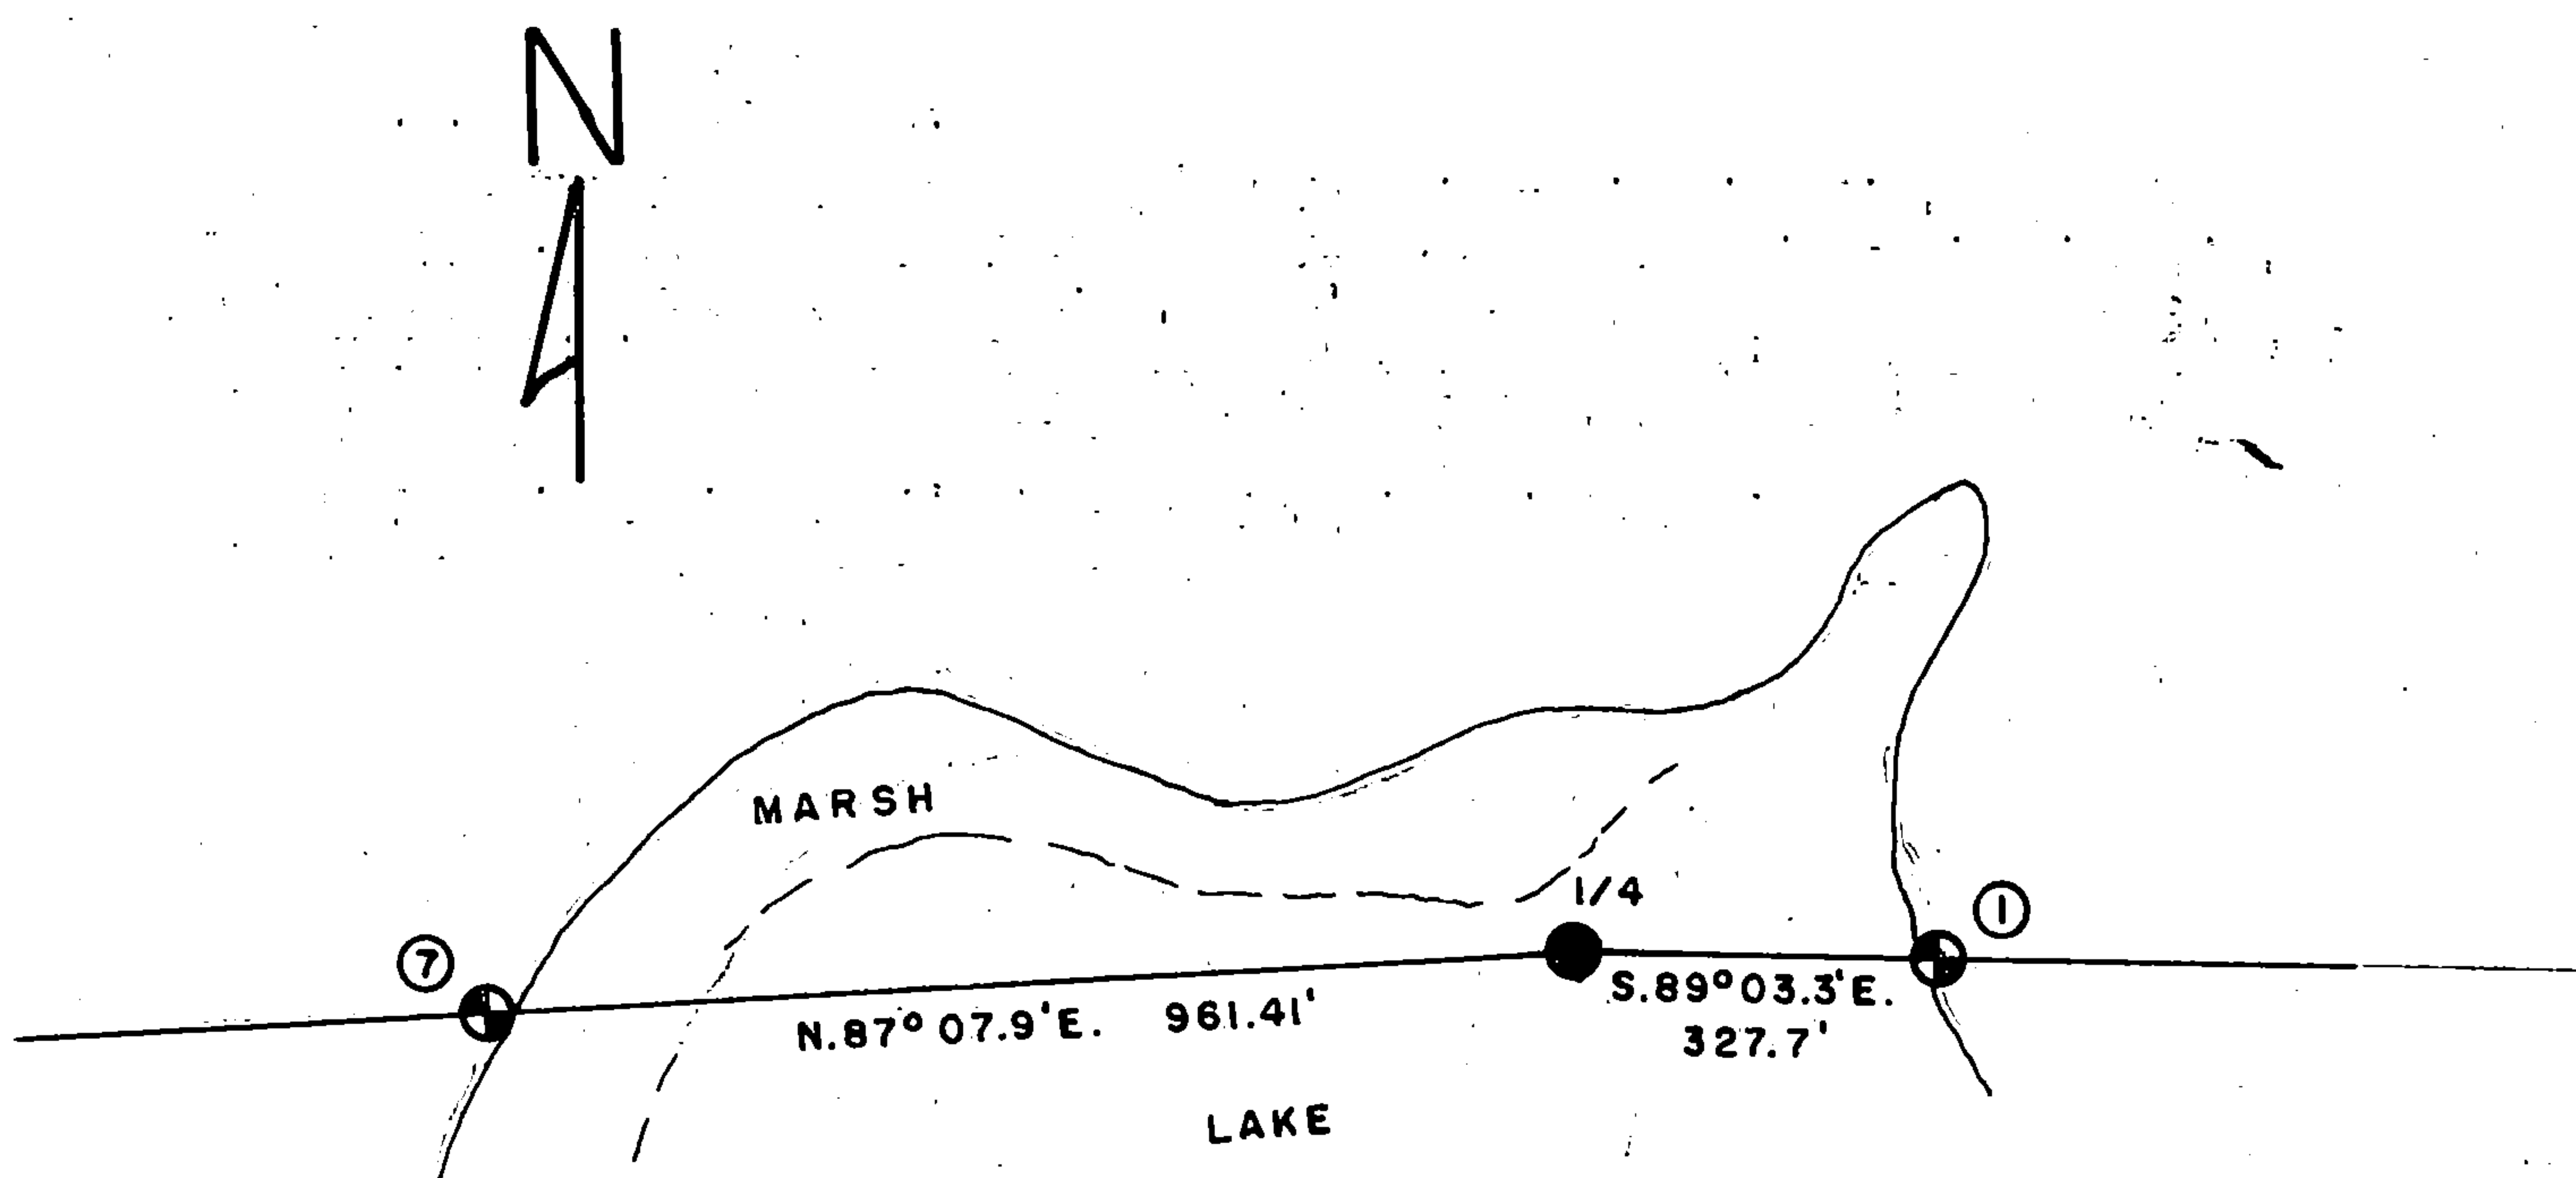 N
MARSH
1/4
①
⑦
S.89°03.3'E.
327.7'
N.87° 07.9'E. 961.41'
LAKE